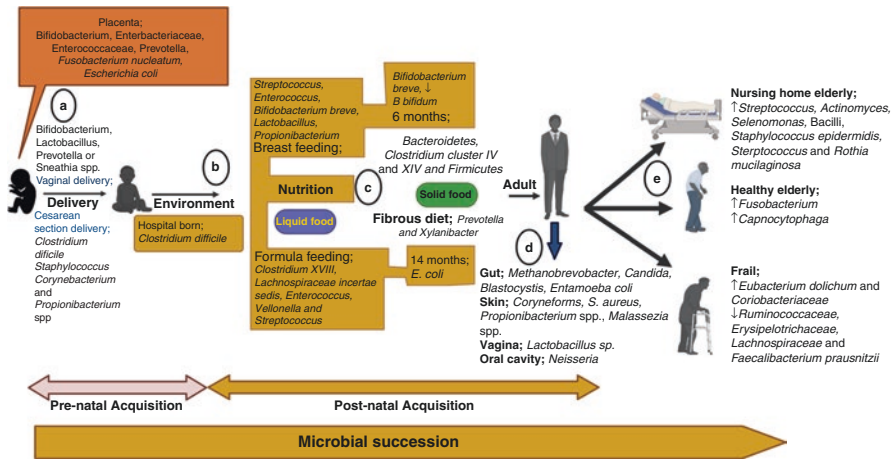 Placenta;
Bifidobacterium, Enterbacteriaceae,
Enterococcaceae, Prevotella,
Fusobacterium nucleatum,
Escherichia coli
a
Bifidobacterium,
Lactobacillus,
Prevotella or
Sneathia spp.
Vaginal delivery;
Delivery
Cesarean
section delivery;
Clostridium
dificile
Staphylococcus
Corynebacterium
and
Propionibacterium
spp
b
Environment
Hospital born;
Clostridium difficile
Streptococcus,
Enterococcus,
Bifidobacterium breve,
Lactobacillus,
Propionibacterium
Breast feeding;
Bifidobacterium
breve, ↓
B bifidum
6 months;
Nutrition
c
Liquid food
Bacteroidetes,
Clostridium cluster IV
and XIV and Firmicutes
Solid food
Fibrous diet; Prevotella
and Xylanibacter
Formula feeding;
Clostridium XVIII,
Lachnospiraceae incertae
sedis, Enterococcus,
Vellonella and
Streptococcus
14 months;
E. coli
Adult
d
Gut; Methanobrevobacter, Candida,
Blastocystis, Entamoeba coli
Skin; Coryneforms, S. aureus,
Propionibacterium spp., Malassezia
spp.
Vagina; Lactobacillus sp.
Oral cavity; Neisseria
e
Nursing home elderly;
↑Streptococcus, Actinomyces,
Selenomonas, Bacilli,
Staphylococcus epidermidis,
Sterptococcus and Rothia
mucilaginosa
Healthy elderly;
↑Fusobacterium
↑Capnocytophaga
Frail;
↑Eubacterium dolichum and
Coriobacteriaceae
↓Ruminococcaceae,
Erysipelotrichaceae,
Lachnospiraceae and
Faecalibacterium prausnitzii
Pre-natal Acquisition
Post-natal Acquisition
Microbial succession